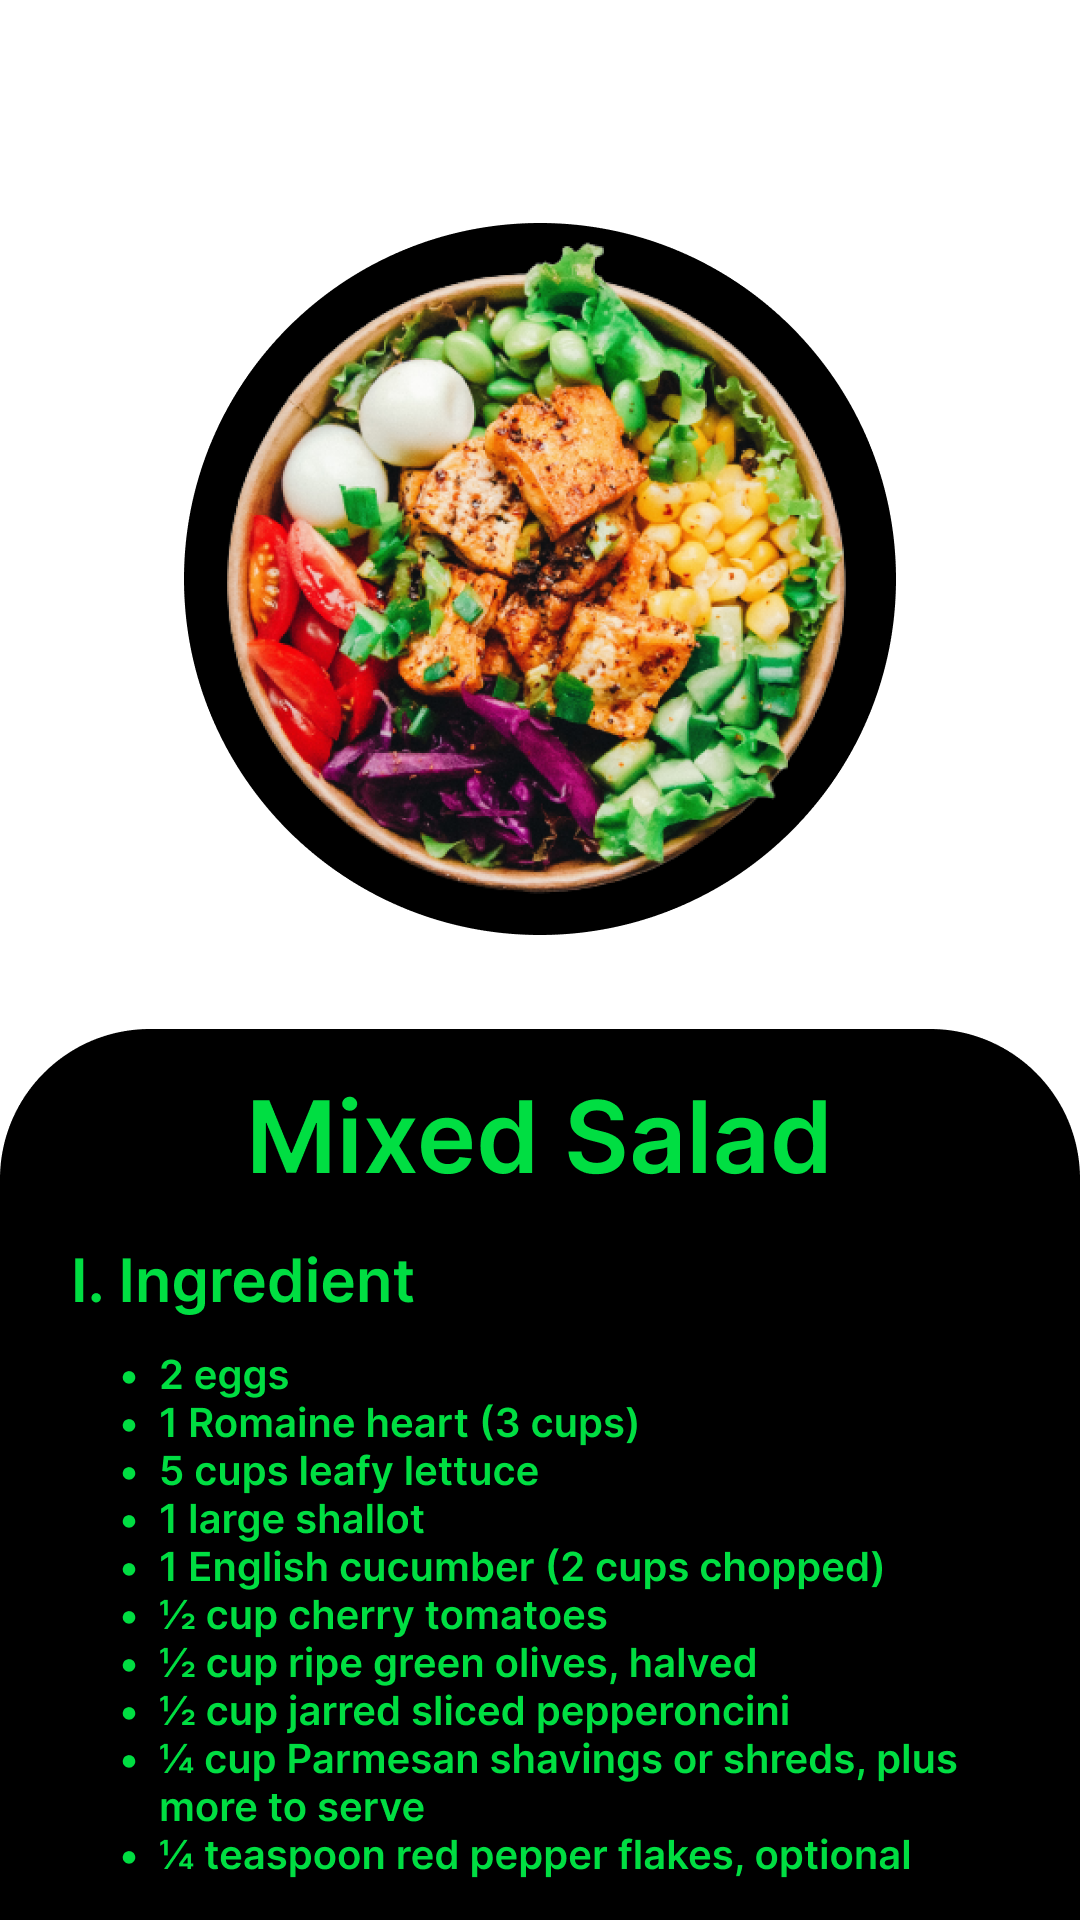 Mixed Salad
I. Ingredient
• 2 eggs
• 1 Romaine heart (3 cups)
• 5 cups leafy lettuce
• 1 large shallot
• 1 English cucumber (2 cups chopped)
• ½ cup cherry tomatoes
• ½ cup ripe green olives, halved
• ½ cup jarred sliced pepperoncini
• ¼ cup Parmesan shavings or shreds, plus
more to serve
• ¼ teaspoon red pepper flakes, optional